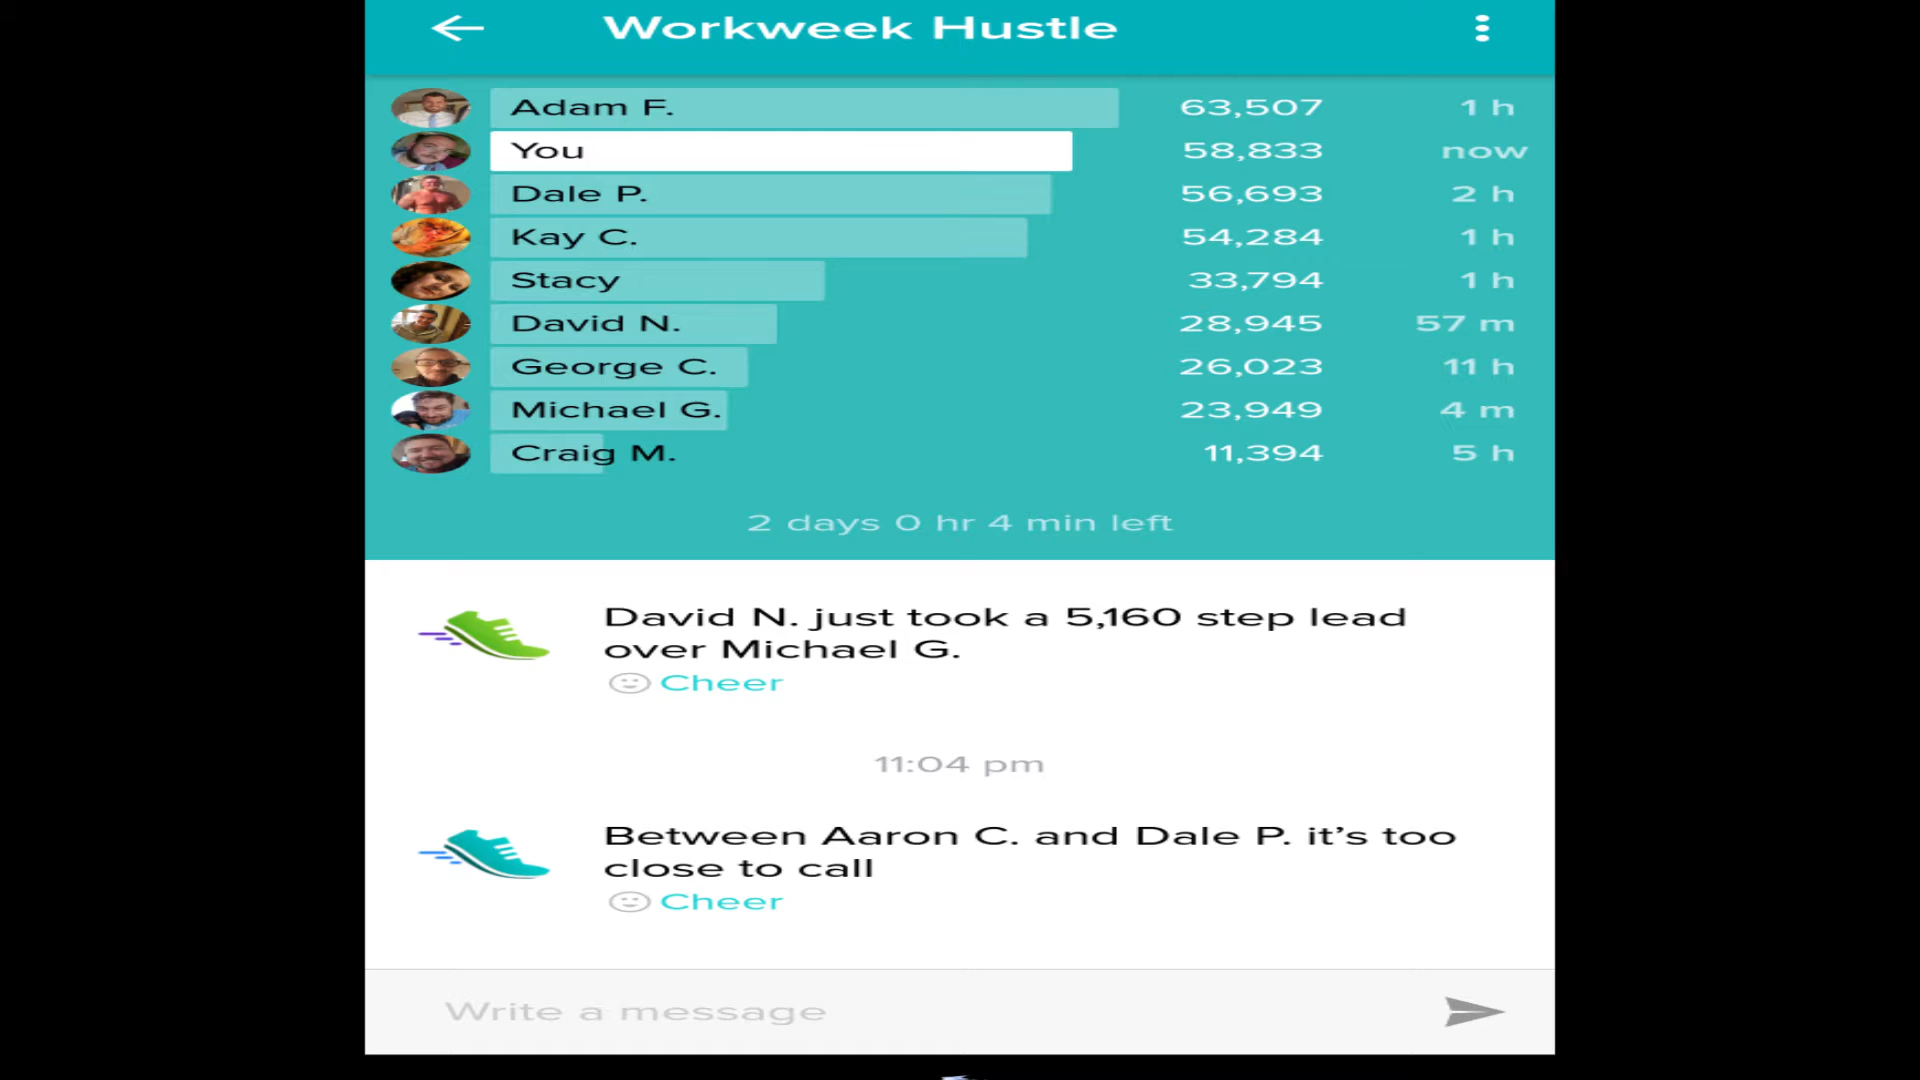 Workweek Hustle
Adam F. 63,507 1 h
You 58,833 now
Dale P. 56,693 2 h
Kay C. 54,284 1 h
Stacy 33,794 1 h
David N. 28,945 57 m
George C. 26,023 11 h
Michael G. 23,949 4 m
Craig M. 11,394 5 h
2 days 0 hr 4 min left
David N. just took a 5,160 step lead
over Michael G.
Cheer
11:04 pm
Between Aaron C. and Dale P. it’s too
close to call
Cheer
Write a message